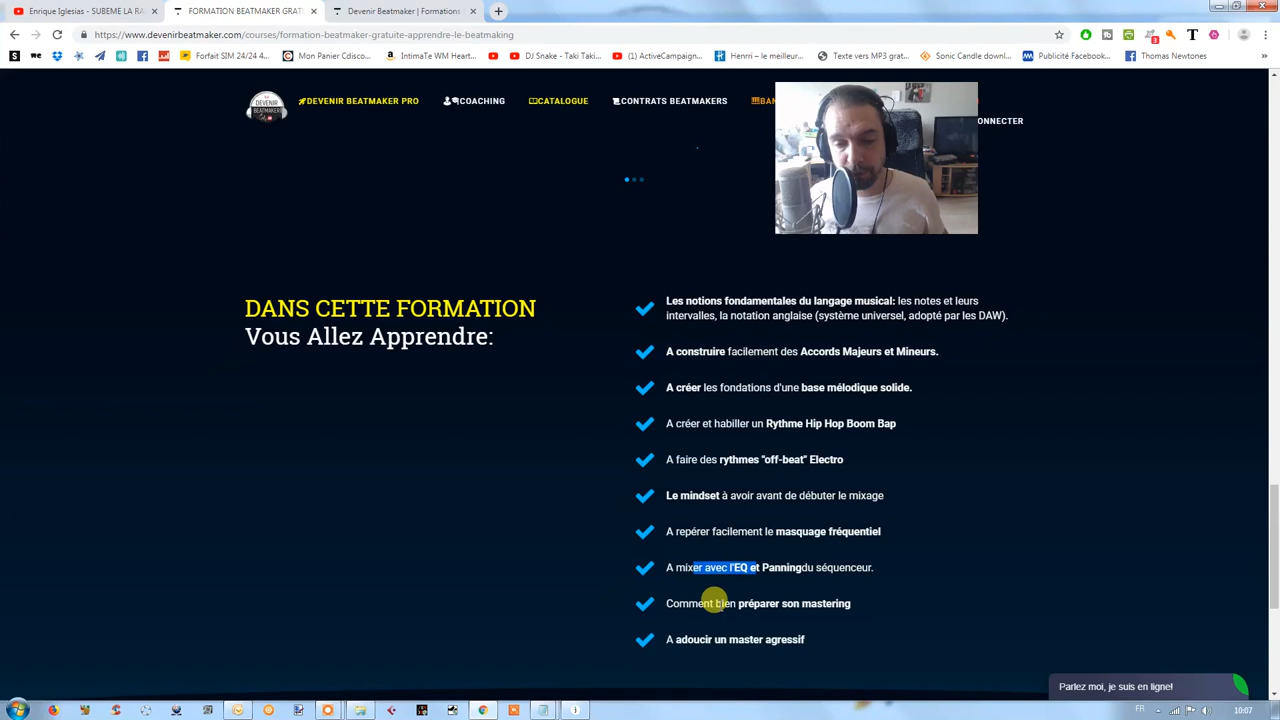 Enrique Iglesias - SUBEME LA RA
FORMATION BEATMAKER GRAT
Devenir Beatmaker | Formations
https://www.devenirbeatmaker.com/courses/formation-beatmaker-gratuite-apprendre-le-beatmaking
Forfait SIM 24/24 4...
Mon Panier Cdisco...
IntimaTe WM Heart...
DJ Snake - Taki Taki...
(1) ActiveCampaign...
Henrri – le meilleur...
Texte vers MP3 grat...
Sonic Candle downl...
Publicité Facebook...
Thomas Newtones
DEVENIR BEATMAKER
DEVENIR BEATMAKER PRO
COACHING
CATALOGUE
CONTRATS BEATMAKERS
BAN
ONNECTER
DANS CETTE FORMATION
Vous Allez Apprendre:
Les notions fondamentales du langage musical: les notes et leurs
intervalles, la notation anglaise (système universel, adopté par les DAW).
A construire facilement des Accords Majeurs et Mineurs.
A créer les fondations d'une base mélodique solide.
A créer et habiller un Rythme Hip Hop Boom Bap
A faire des rythmes "off-beat" Electro
Le mindset à avoir avant de débuter le mixage
A repérer facilement le masquage fréquentiel
A mixer avec l'EQ et Panningdu séquenceur.
Comment bien préparer son mastering
A adoucir un master agressif
Parlez moi, je suis en ligne!
FR
10:07